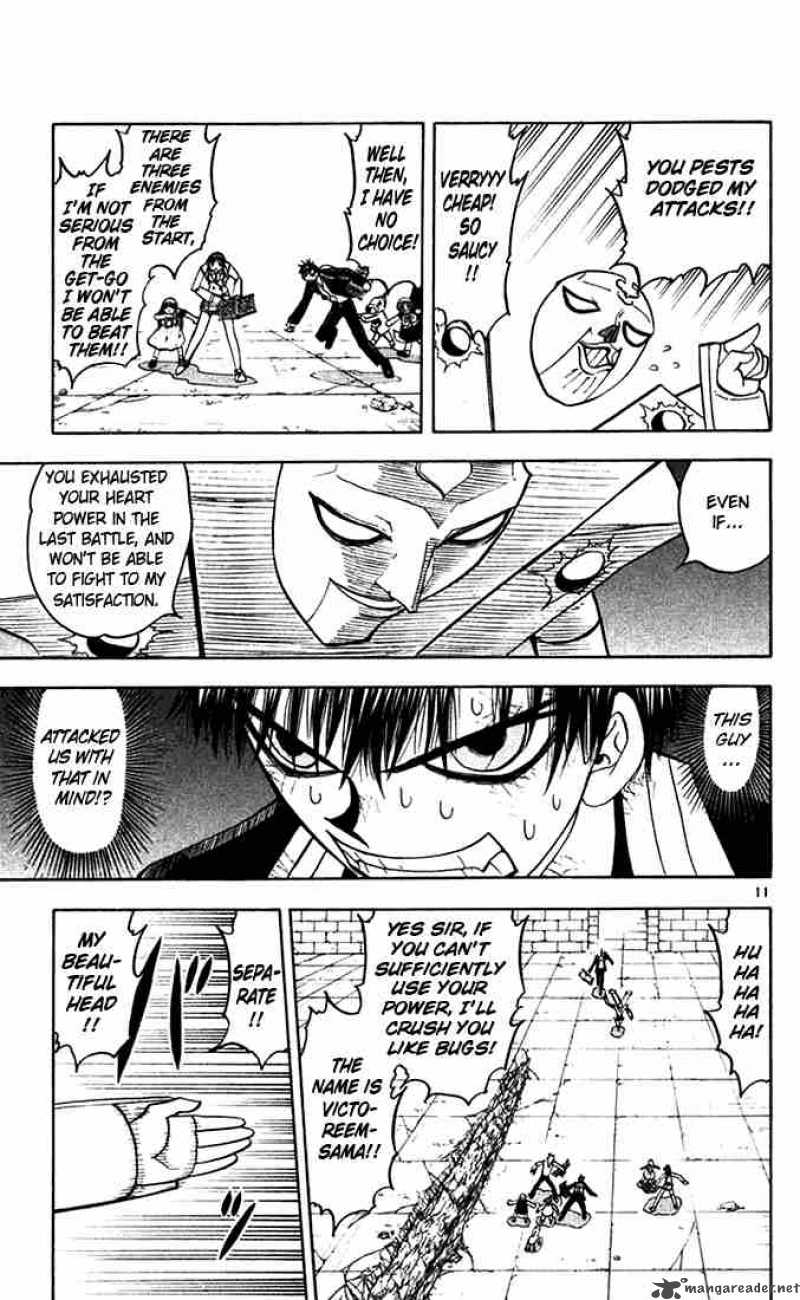 YOU PESTS
DODGED MY
ATTACKS!!
VERRYYY
CHEAP!
SO
SAUCY
!!
WELL
THEN,
I HAVE
NO
CHOICE!
THERE
ARE
THREE
ENEMIES
FROM
THE
START,
IF
I'M NOT
SERIOUS
FROM
THE
GET-GO
I WON'T
BE ABLE
TO BEAT
THEM!!
EVEN
IF...
YOU EXHAUSTED
YOUR HEART
POWER IN THE
LAST BATTLE, AND
WON'T BE ABLE
TO FIGHT TO MY
SATISFACTION.
THIS
GUY
...
ATTACKED
US WITH
THAT IN
MIND!?
11
HU
HA
HA
HA
HA!
YES SIR, IF
YOU CAN'T
SUFFICIENTLY
USE YOUR
POWER, I'LL
CRUSH YOU
LIKE BUGS!
THE
NAME IS
VICTO-
REEM-
SAMA!!
SEPA-
RATE
!!
MY
BEAU-
TIFUL
HEAD
!!
mangareader.net